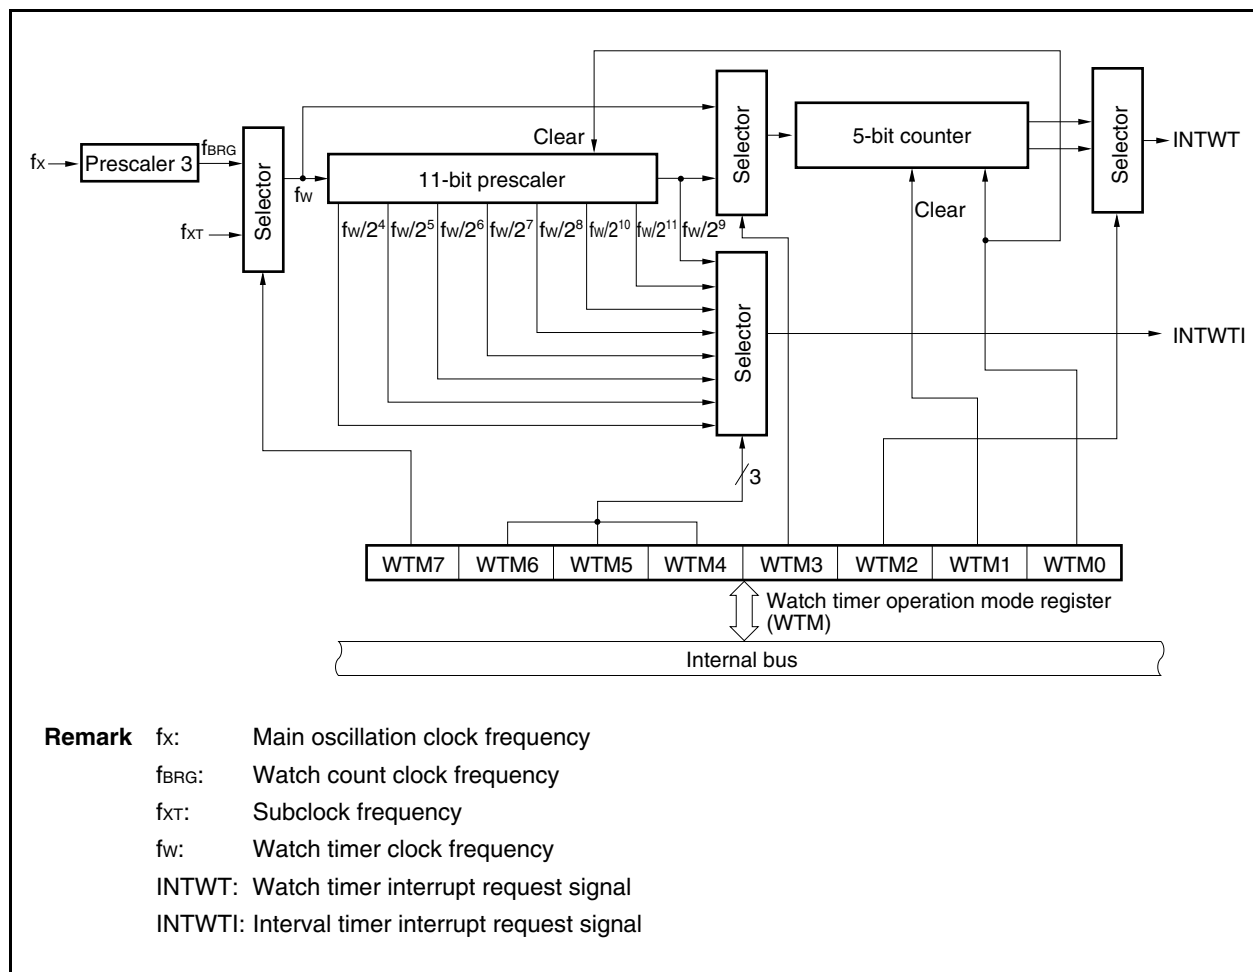 Clear
Selector
5-bit counter
Selector
INTWT
fX
Prescaler 3
fBRG
Selector
fW
11-bit prescaler
Clear
fXT
fW/2^4 fW/2^5 fW/2^6 fW/2^7 fW/2^8 fW/2^10 fW/2^11 fW/2^9
Selector
INTWTI
3
WTM7 WTM6 WTM5 WTM4 WTM3 WTM2 WTM1 WTM0
Watch timer operation mode register
(WTM)
Internal bus
Remark fX: Main oscillation clock frequency
fBRG: Watch count clock frequency
fXT: Subclock frequency
fW: Watch timer clock frequency
INTWT: Watch timer interrupt request signal
INTWTI: Interval timer interrupt request signal